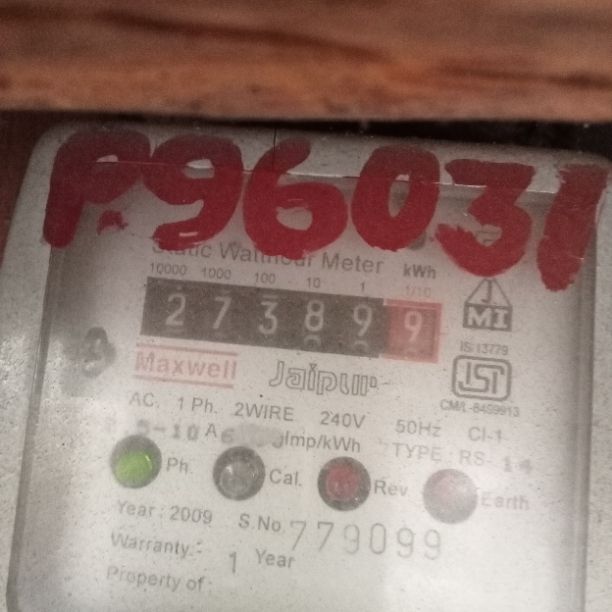 P96031
Static Watthour Meter
10000 1000 100 10 1 1/10 kWh
2 7 3 8 9 9
MI
Maxwell Jaipur
IS:13779
ISI
CM/L-8459913
AC. 1 Ph. 2WIRE 240V 50Hz Cl-1
5-10 A Imp/kWh TYPE : RS-14
Ph. Cal. Rev Earth
Year : 2009 S.No. 779099
Warranty:- 1 Year
Property of :